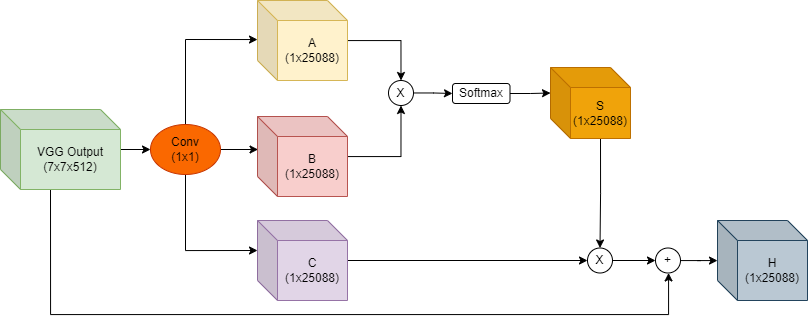 A
(1x25088)
X
Softmax
S
(1x25088)
VGG Output
(7x7x512)
Conv
(1x1)
B
(1x25088)
C
(1x25088)
X
+
H
(1x25088)